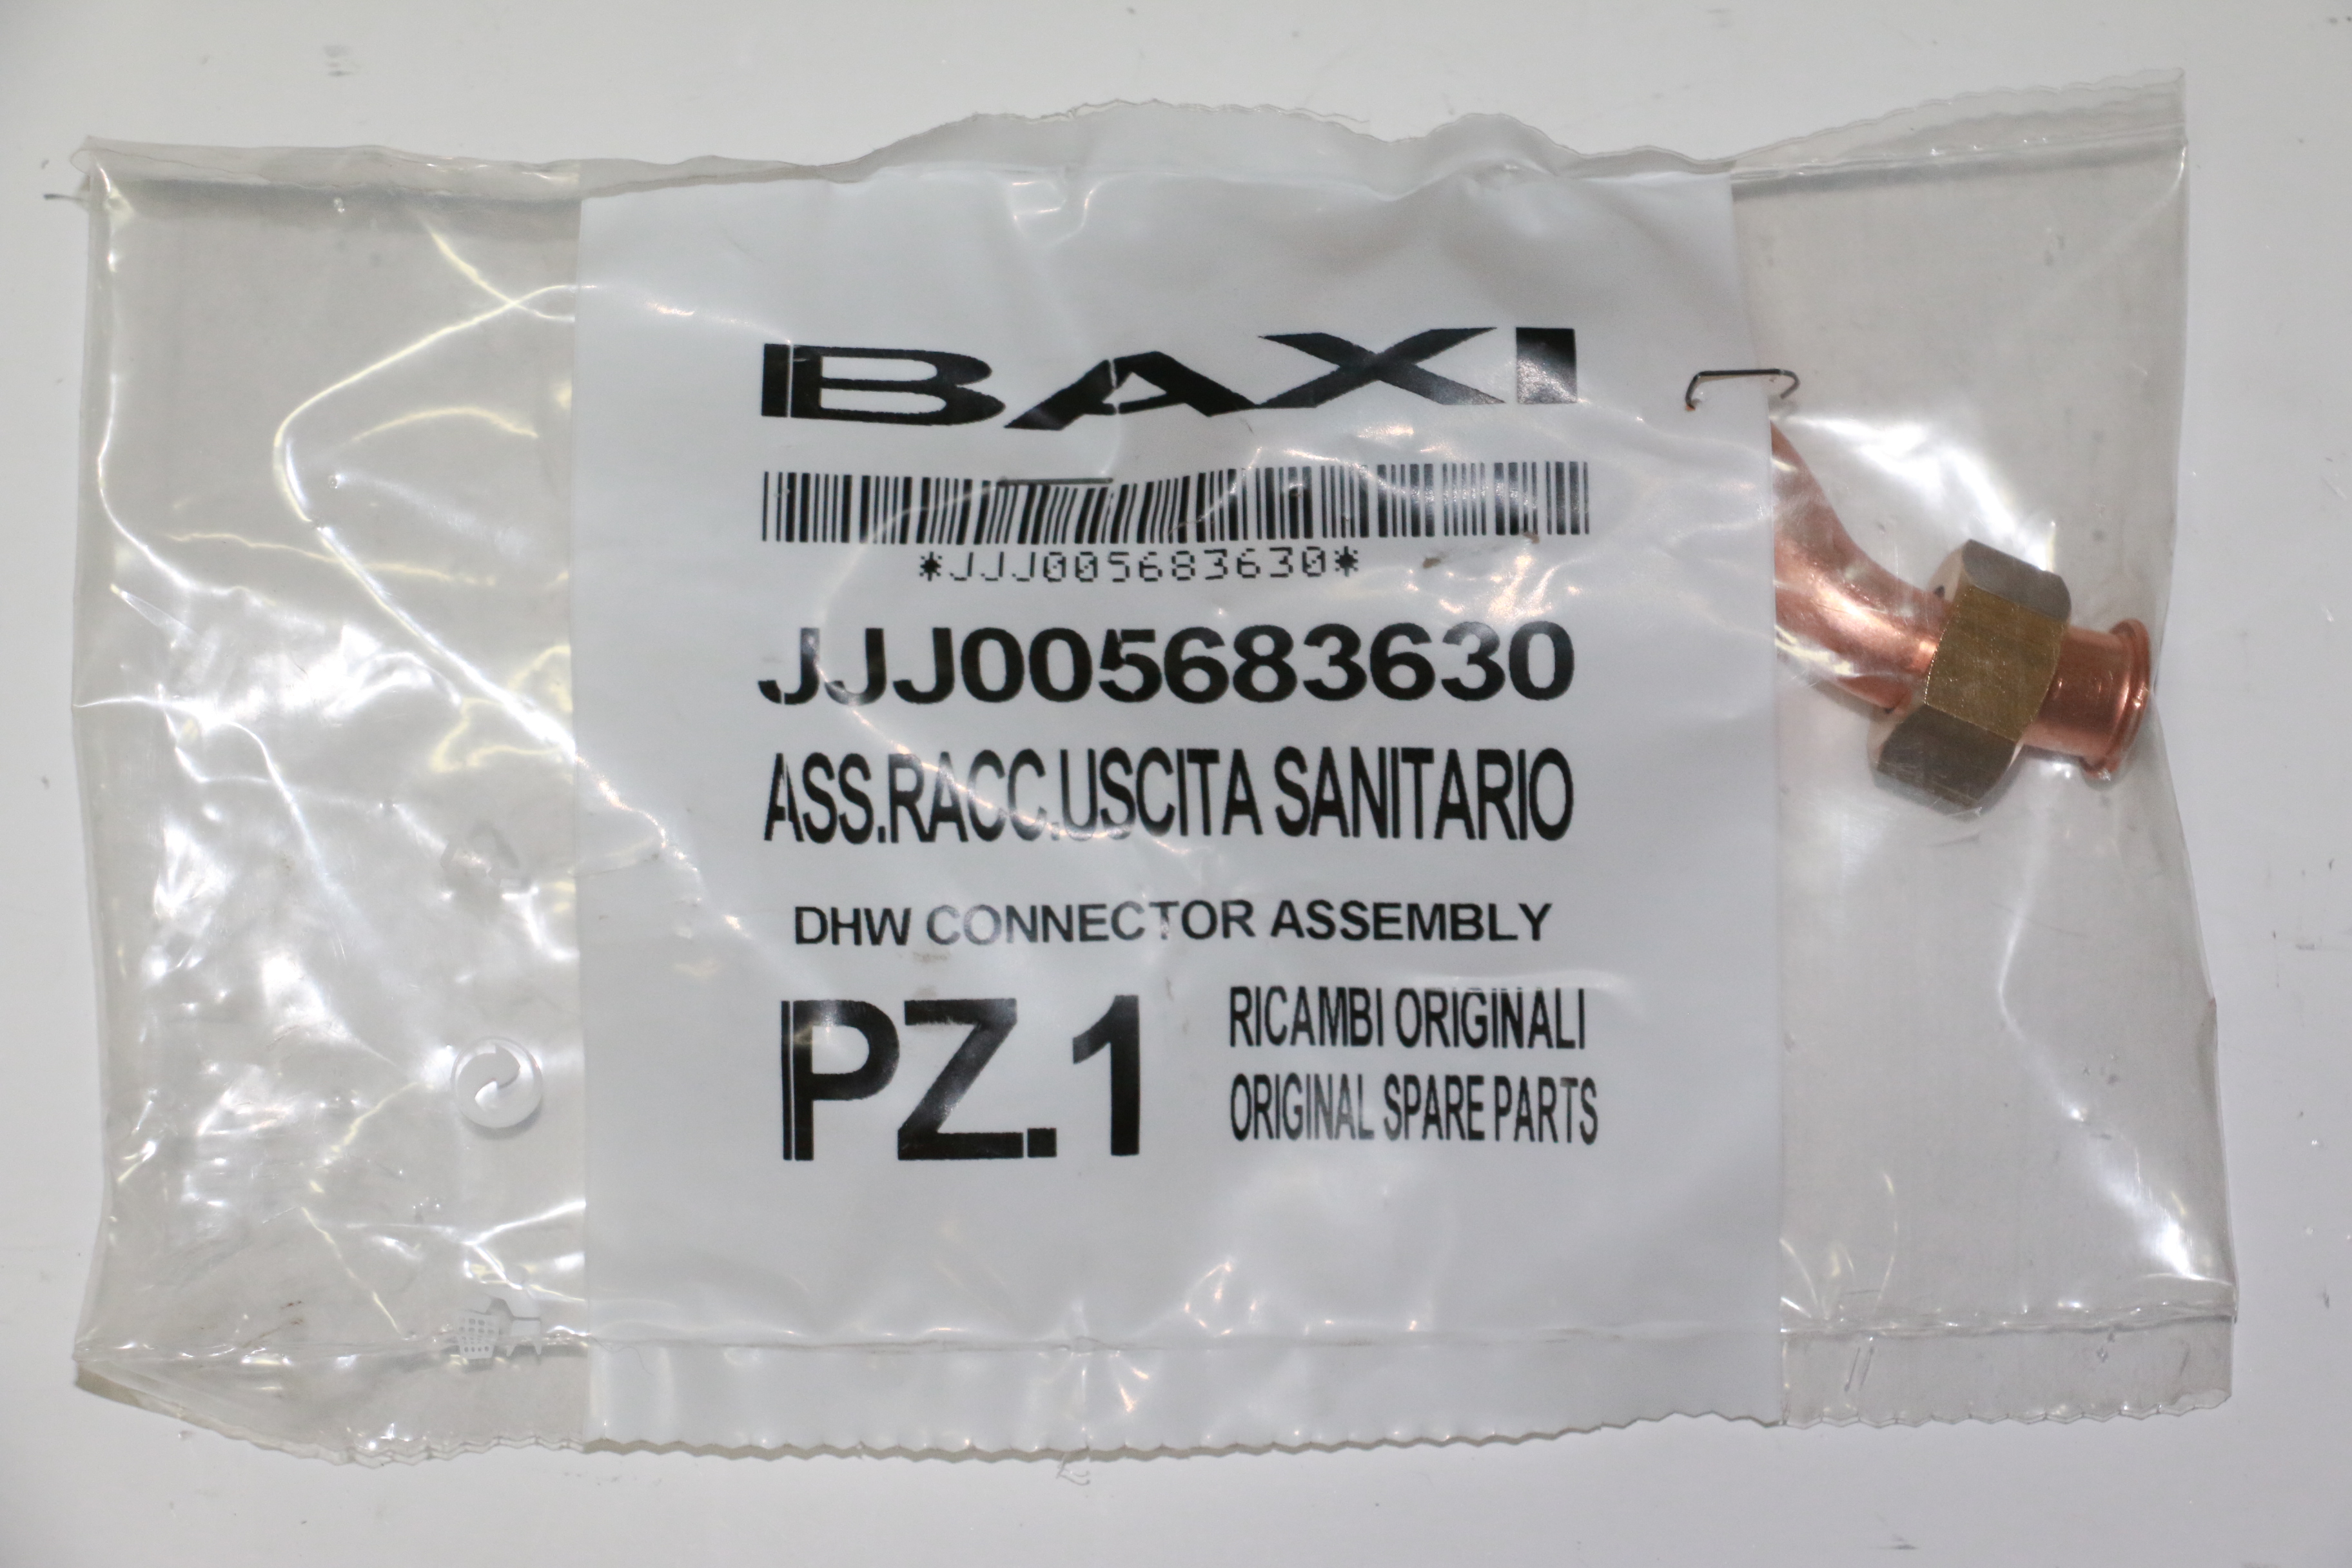 BAXI
*JJJ005683630*
JJJ005683630
ASS.RACC.USCITA SANITARIO
DHW CONNECTOR ASSEMBLY
PZ.1
RICAMBI ORIGINALI
ORIGINAL SPARE PARTS